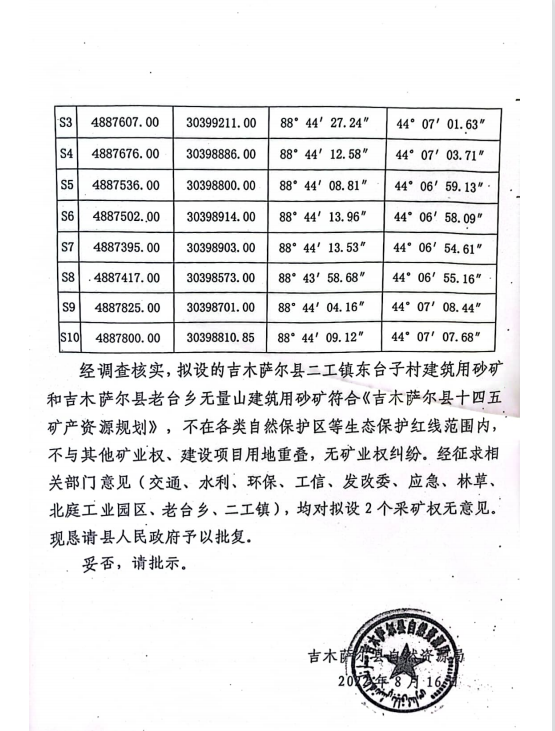 S3 4887607.00 30399211.00 88° 44′ 27.24″ 44° 07′ 01.63″
S4 4887676.00 30398886.00 88° 44′ 12.58″ 44° 07′ 03.71″
S5 4887536.00 30398800.00 88° 44′ 08.81″ 44° 06′ 59.13″
S6 4887502.00 30398914.00 88° 44′ 13.96″ 44° 06′ 58.09″
S7 4887395.00 30398903.00 88° 44′ 13.53″ 44° 06′ 54.61″
S8 4887417.00 30398573.00 88° 43′ 58.68″ 44° 06′ 55.16″
S9 4887825.00 30398701.00 88° 44′ 04.16″ 44° 07′ 08.44″
S10 4887800.00 30398810.85 88° 44′ 09.12″ 44° 07′ 07.68″
经调查核实，拟设的吉木萨尔县二工镇东台子村建筑用砂矿
和吉木萨尔县老台乡无量山建筑用砂矿符合《吉木萨尔县十四五
矿产资源规划》，不在各类自然保护区等生态保护红线范围内，
不与其他矿业权、建设项目用地重叠，无矿业权纠纷。经征求相
关部门意见（交通、水利、环保、工信、发改委、应急、林草、
北庭工业园区、老台乡、二工镇），均对拟设2个采矿权无意见。
现恳请县人民政府予以批复。
妥否，请批示。
吉木萨尔县自然资源局
2022年8月16日